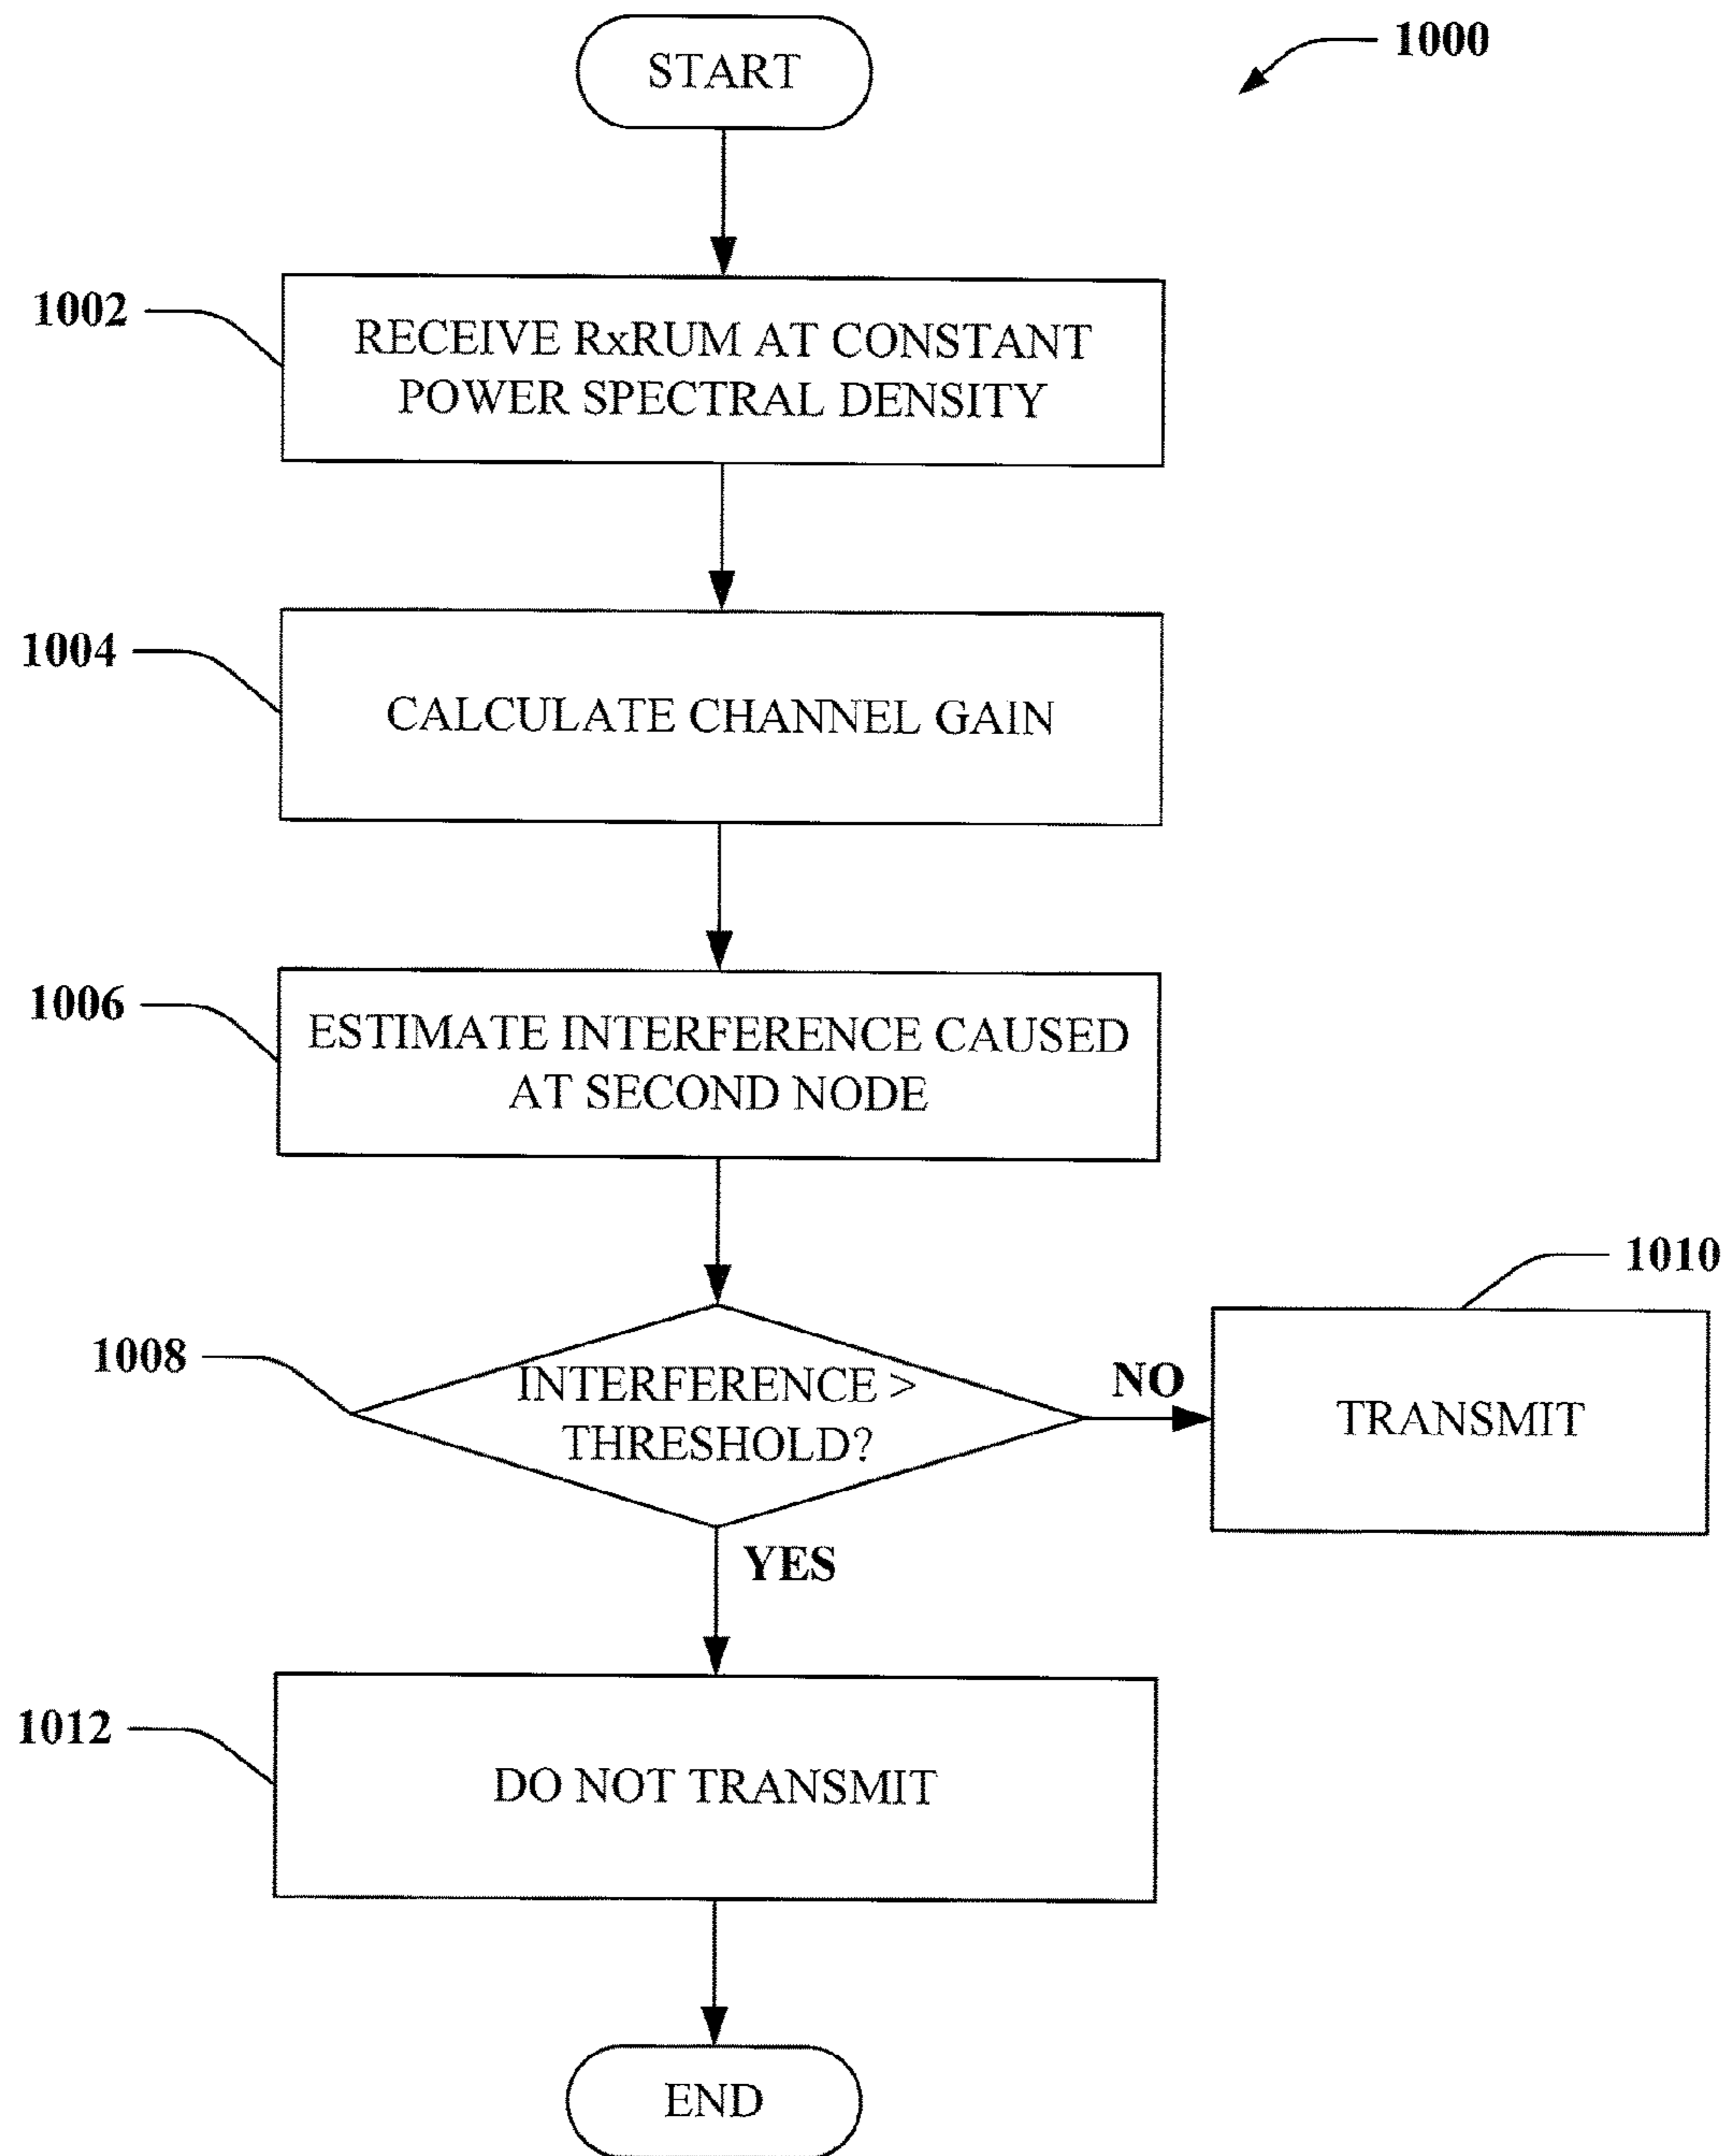 START
1000
1002
RECEIVE RxRUM AT CONSTANT
POWER SPECTRAL DENSITY
1004
CALCULATE CHANNEL GAIN
1006
ESTIMATE INTERFERENCE CAUSED
AT SECOND NODE
1008
INTERFERENCE >
THRESHOLD?
NO
1010
TRANSMIT
YES
1012
DO NOT TRANSMIT
END